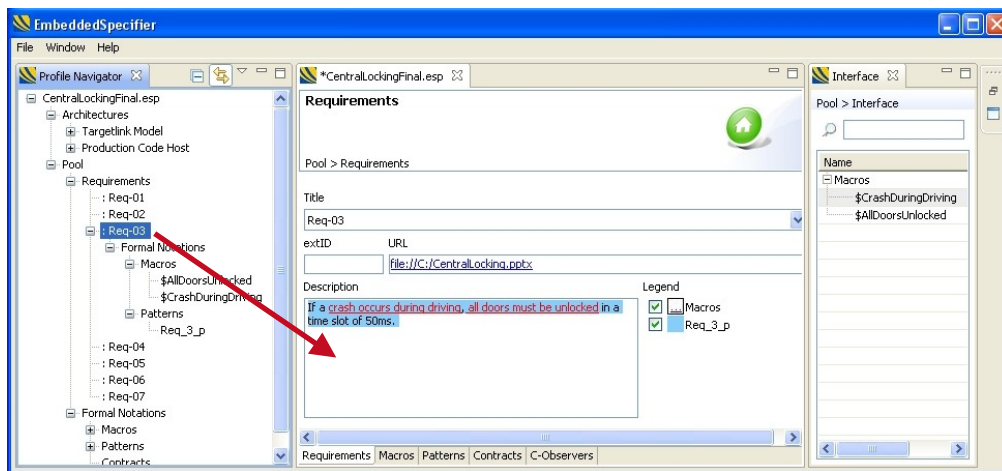 EmbeddedSpecifier
File Window Help
Profile Navigator
CentralLockingFinal.esp
Architectures
Targetlink Model
Production Code Host
Pool
Requirements
: Req-01
: Req-02
: Req-03
Formal Notations
Macros
$AllDoorsUnlocked
$CrashDuringDriving
Patterns
Req_3_p
: Req-04
: Req-05
: Req-06
: Req-07
Formal Notations
Macros
Patterns
Contracts
*CentralLockingFinal.esp
Requirements
Pool > Requirements
Title
Req-03
extID URL
file://C:/CentralLocking.pptx
Description
If a crash occurs during driving, all doors must be unlocked in a
time slot of 50ms.
Legend
... Macros
Req_3_p
Requirements Macros Patterns Contracts C-Observers
Interface
Pool > Interface
Name
Macros
$CrashDuringDriving
$AllDoorsUnlocked